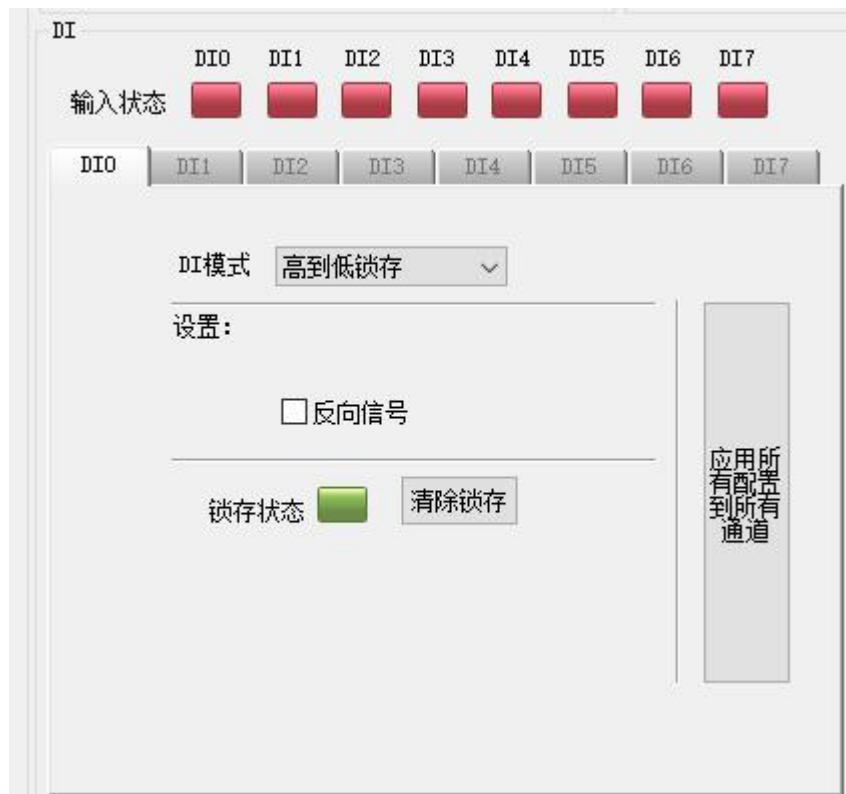 DI
DI0 DI1 DI2 DI3 DI4 DI5 DI6 DI7
输入状态
DI0 DI1 DI2 DI3 DI4 DI5 DI6 DI7
DI模式 高到低锁存
设置:
反向信号
锁存状态 清除锁存
应用所
有配置
到所有
通道